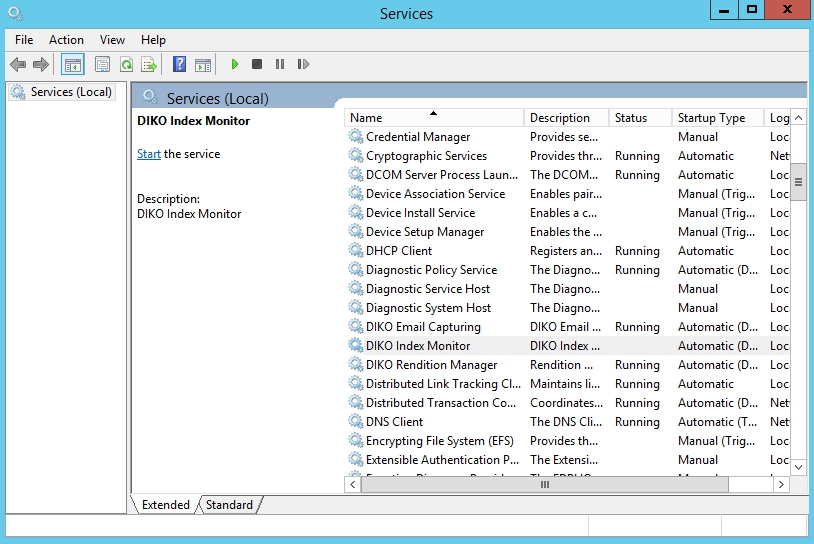 Services
File Action View Help
Services (Local)
Services (Local)
DIKO Index Monitor
Start the service
Description:
DIKO Index Monitor
Name Description Status Startup Type Log
Credential Manager Provides se... Manual Loc
Cryptographic Services Provides thr... Running Automatic Net
DCOM Server Process Laun... The DCOM... Running Automatic Loc
Device Association Service Enables pair... Manual (Trig... Loc
Device Install Service Enables a c... Manual (Trig... Loc
Device Setup Manager Enables the ... Manual (Trig... Loc
DHCP Client Registers an... Running Automatic Loc
Diagnostic Policy Service The Diagno... Running Automatic (D... Loc
Diagnostic Service Host The Diagno... Manual Loc
Diagnostic System Host The Diagno... Manual Loc
DIKO Email Capturing DIKO Email ... Running Automatic (D... Loc
DIKO Index Monitor DIKO Index ... Automatic (D... Loc
DIKO Rendition Manager Rendition ... Running Automatic (D... Loc
Distributed Link Tracking Cl... Maintains li... Running Automatic Loc
Distributed Transaction Co... Coordinates... Running Automatic (D... Net
DNS Client The DNS Cli... Running Automatic (T... Net
Encrypting File System (EFS) Provides th... Manual (Trig... Loc
Extensible Authentication P... The Extensi... Manual Loc
Extended Standard